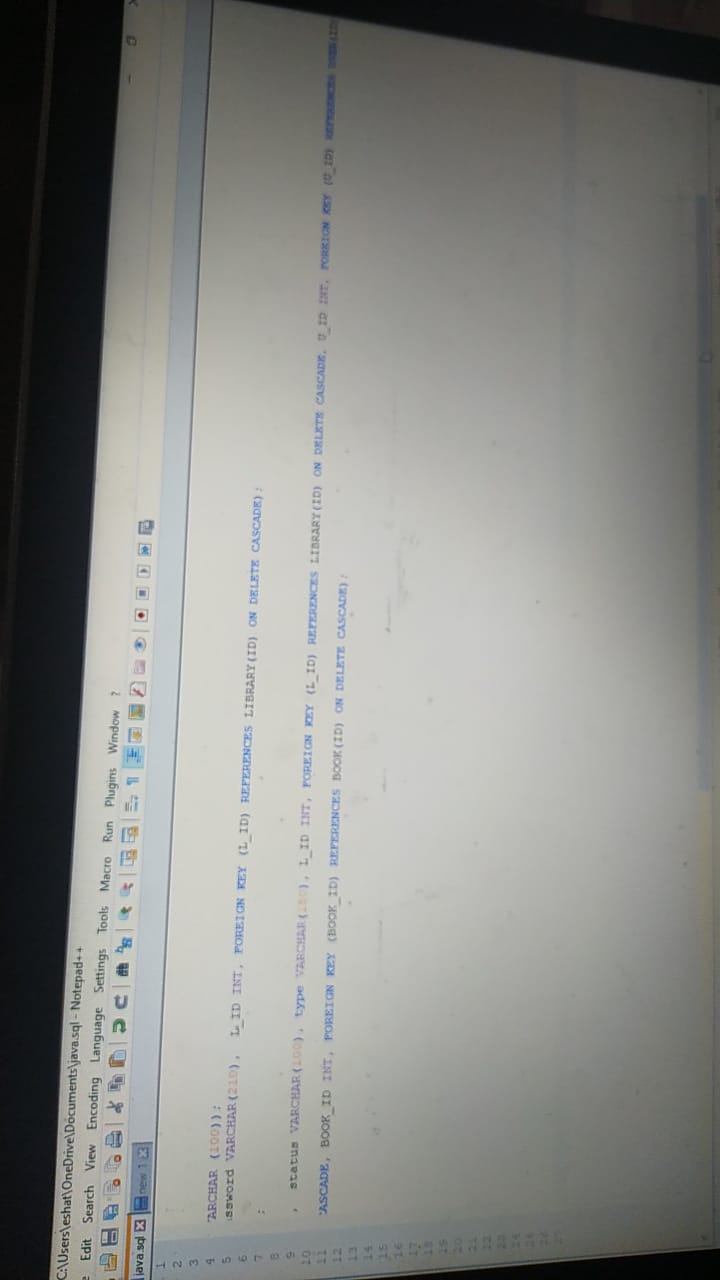 C:\Users\eshat\OneDrive\Documents\java.sql - Notepad++
e Edit Search View Encoding Language Settings Tools Macro Run Plugins Window ?
java.sql new 1
1
2
3
4 ARCHAR (100));
5 ssword VARCHAR(210), L_ID INT, FOREIGN KEY (L_ID) REFERENCES LIBRARY(ID) ON DELETE CASCADE);
6
7 ;
8
9 , status VARCHAR(100), type VARCHAR( ), L_ID INT, FOREIGN KEY (L_ID) REFERENCES LIBRARY(ID) ON DELETE CASCADE, U_ID INT, FOREIGN KEY (U_ID) REFERENCES USER(ID)
10
11 CASCADE, BOOK_ID INT, FOREIGN KEY (BOOK_ID) REFERENCES BOOK(ID) ON DELETE CASCADE);
12
13
14
15
16
17
18
19
20
21
22
23
24